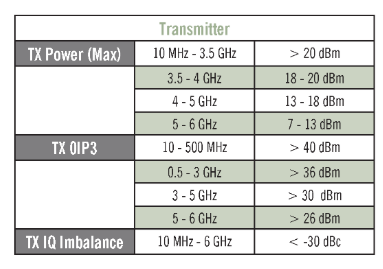 Transmitter
TX Power (Max) 10 MHz - 3.5 GHz > 20 dBm
3.5 - 4 GHz 18 - 20 dBm
4 - 5 GHz 13 - 18 dBm
5 - 6 GHz 7 - 13 dBm
TX OIP3 10 - 500 MHz > 40 dBm
0.5 - 3 GHz > 36 dBm
3 - 5 GHz > 30 dBm
5 - 6 GHz > 26 dBm
TX IQ Imbalance 10 MHz - 6 GHz < -30 dBc